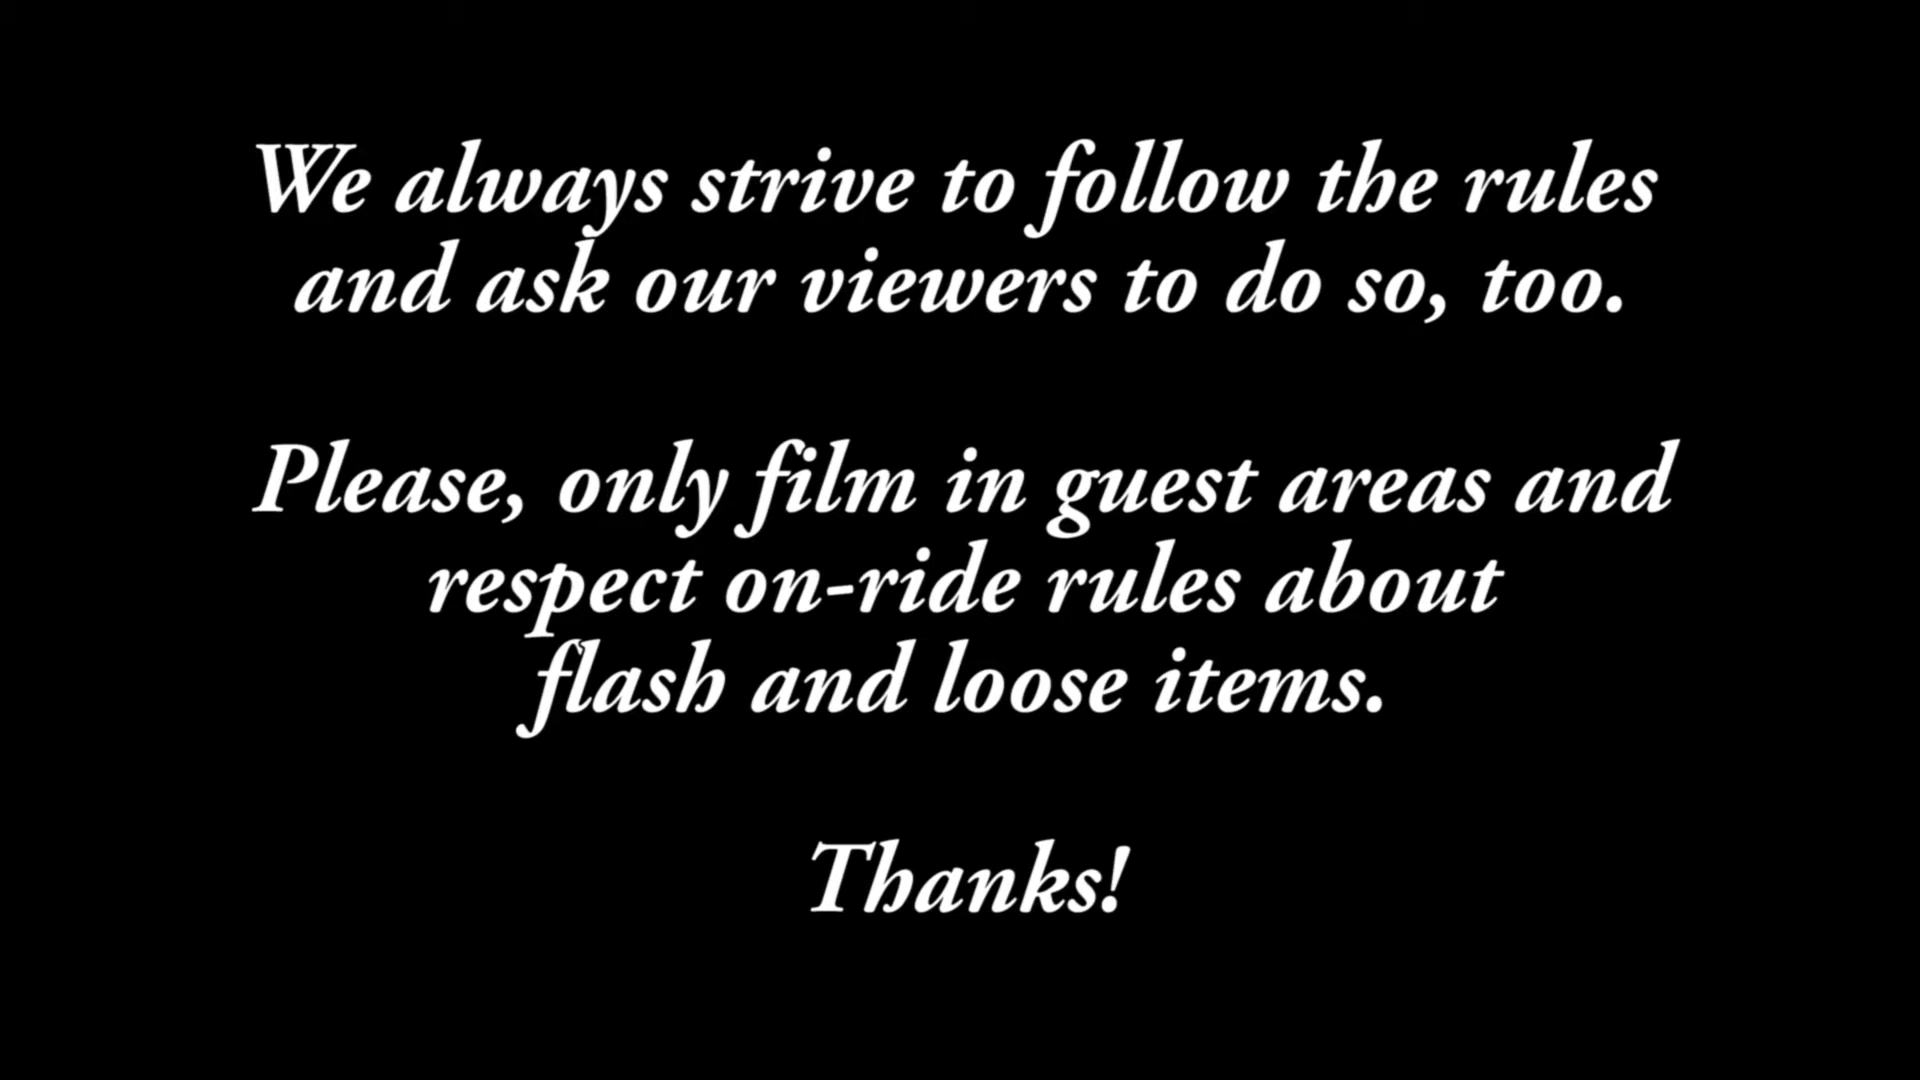 We always strive to follow the rules
and ask our viewers to do so, too.
Please, only film in guest areas and
respect on-ride rules about
flash and loose items.
Thanks!